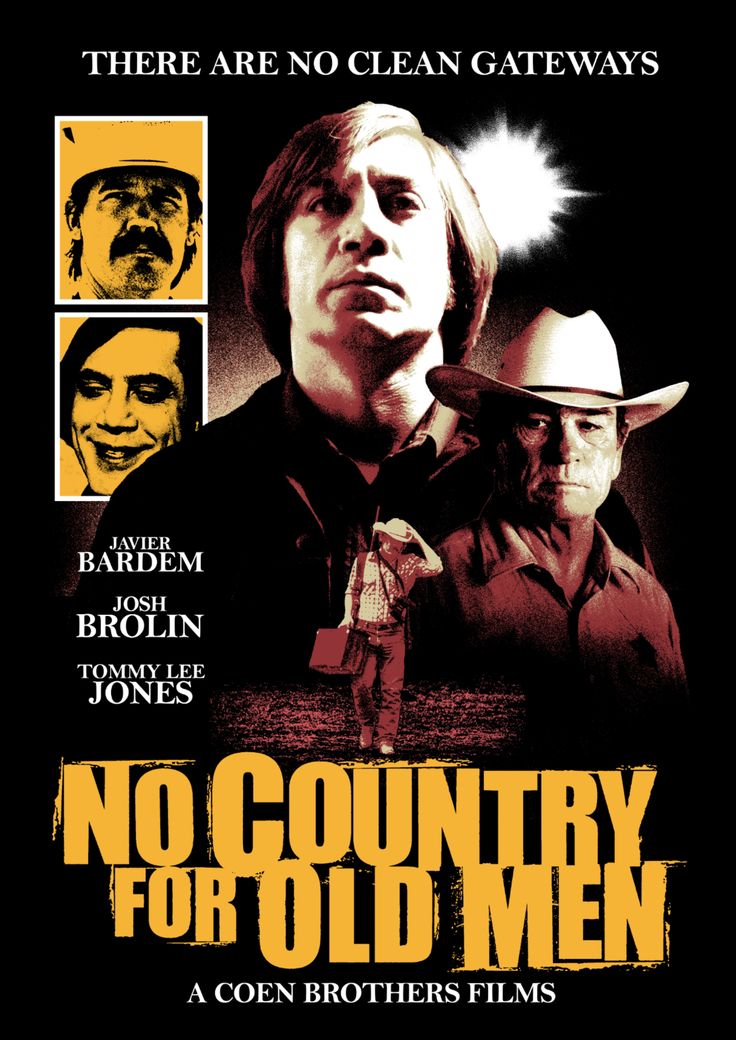 THERE ARE NO CLEAN GATEWAYS
JAVIER
BARDEM
JOSH
BROLIN
TOMMY LEE
JONES
NO COUNTRY
FOR OLD MEN
A COEN BROTHERS FILMS